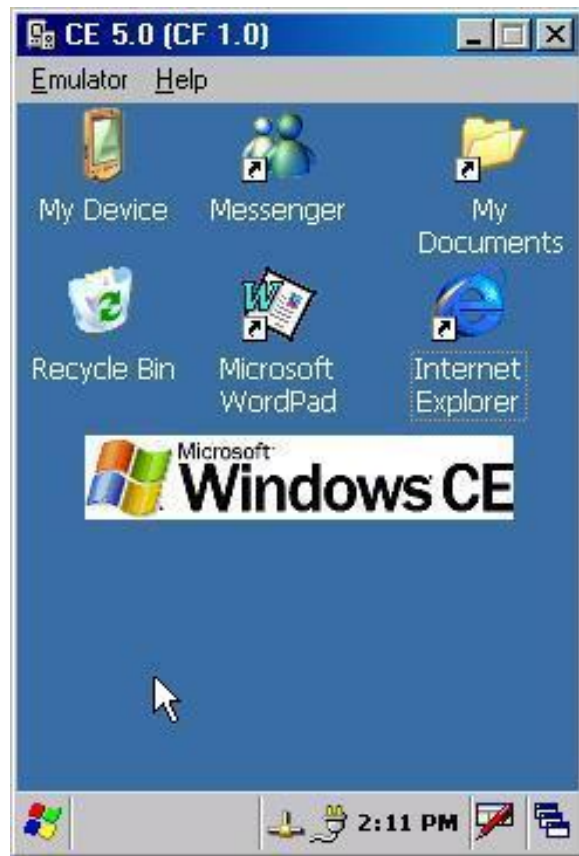 CE 5.0 (CF 1.0)
Emulator Help
My Device
Messenger
My
Documents
Recycle Bin
Microsoft
WordPad
Internet
Explorer
Microsoft
Windows CE
2:11 PM